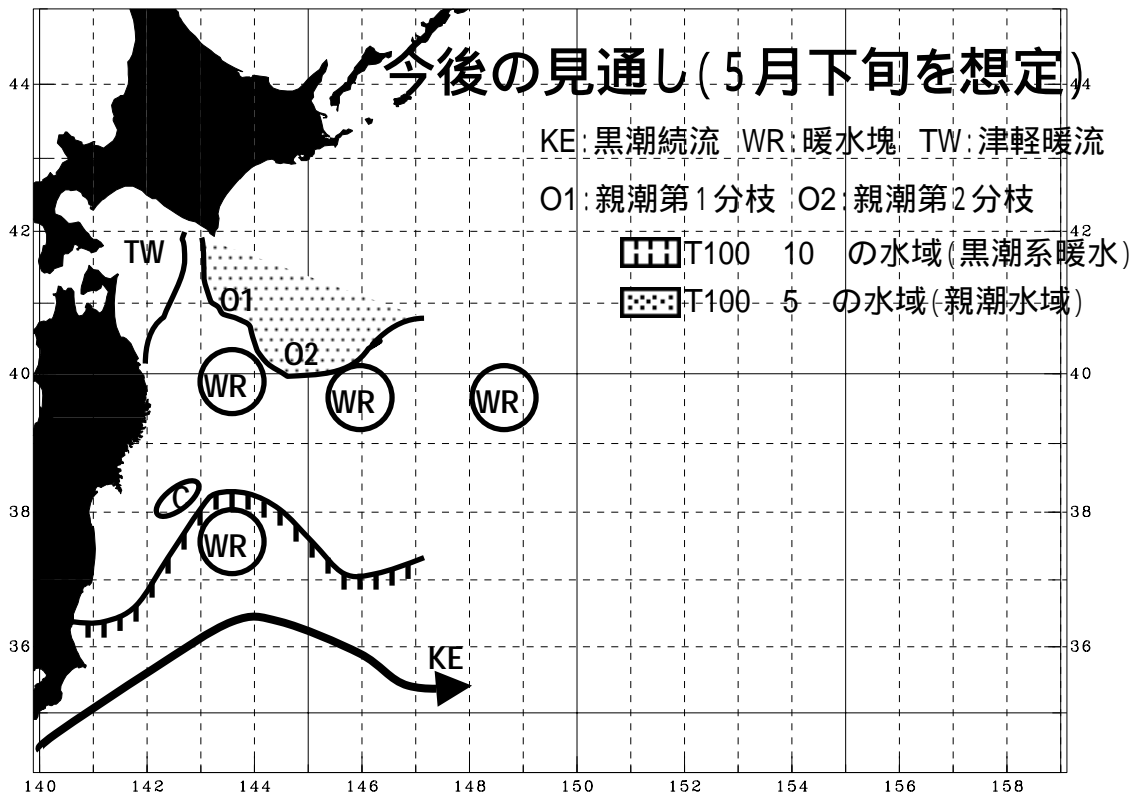 今後の見通し(5月下旬を想定)
44 44
KE:黒潮続流 WR:暖水塊 TW:津軽暖流
O1:親潮第1分枝 O2:親潮第2分枝
42 42
TW
T100 10 の水域(黒潮系暖水)
T100 5 の水域(親潮水域)
O1
O2
40 40
WR WR WR
C
38 38
WR
36 36
KE
140 142 144 146 148 150 152 154 156 158